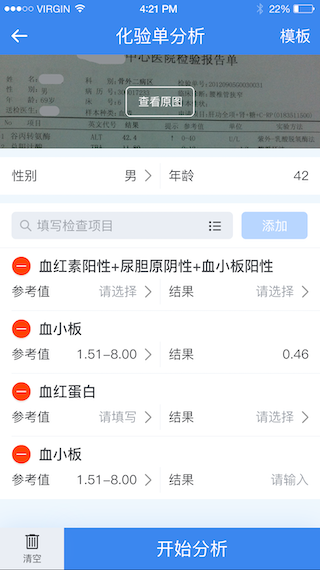 VIRGIN 4:21 PM 22%
化验单分析 模板
中心医院检验报告单
查看原图
性别 男 年龄 42
填写检查项目 添加
血红素阳性+尿胆原阴性+血小板阳性
参考值 请选择 结果 请选择
血小板
参考值 1.51-8.00 结果 0.46
血红蛋白
参考值 请填写 结果 请选择
血小板
参考值 1.51-8.00 结果 请输入
清空 开始分析